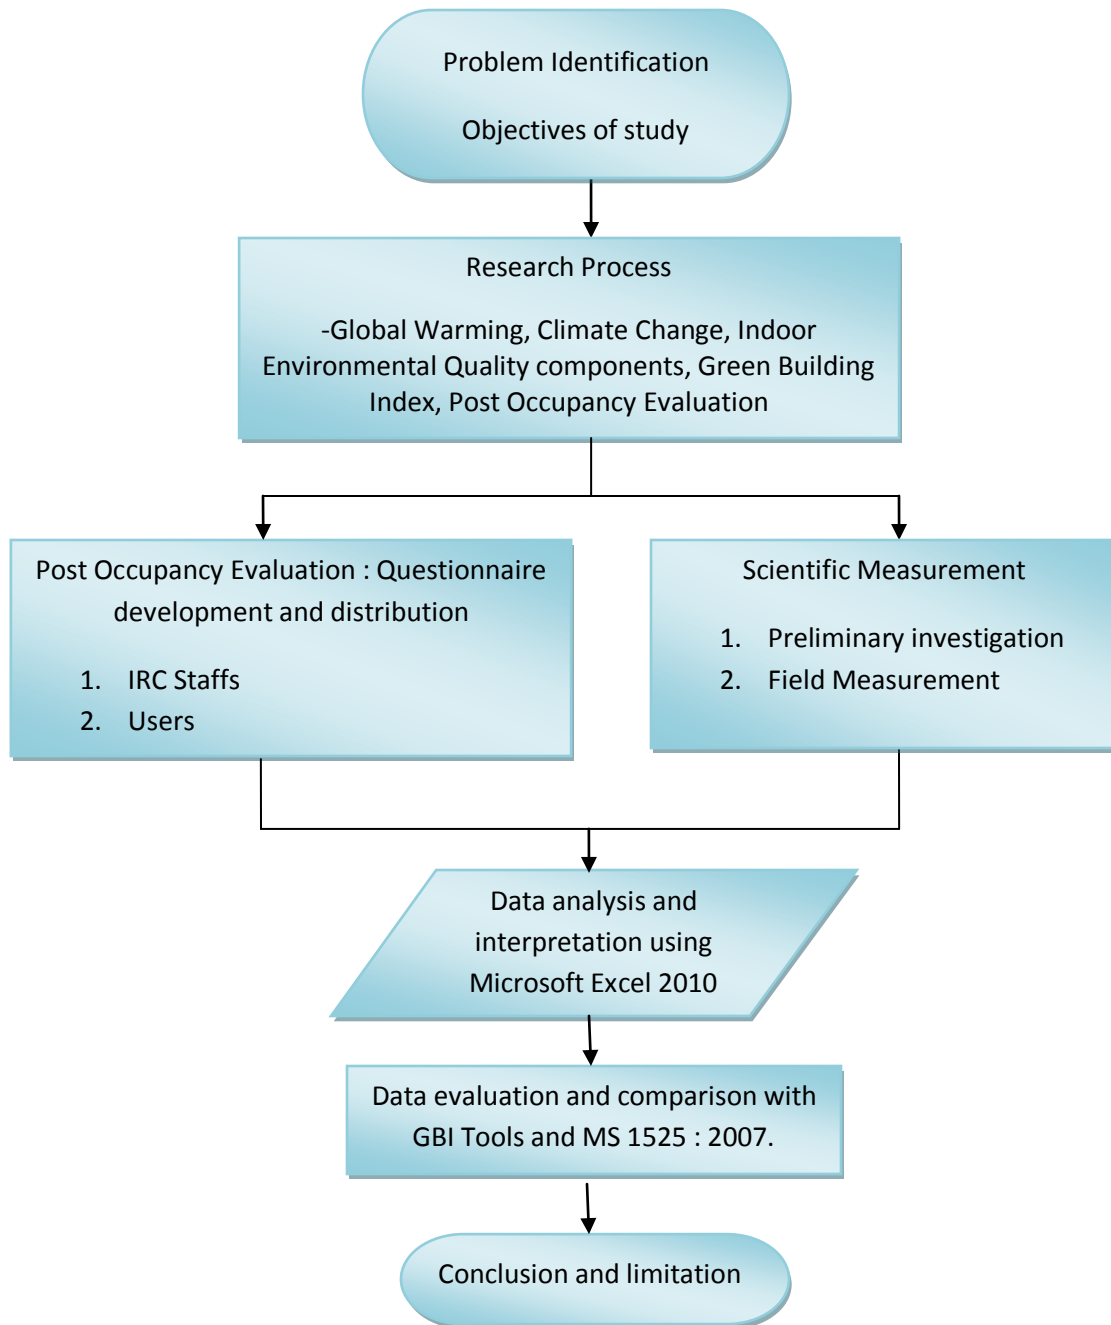 Problem Identification
Objectives of study
Research Process
-Global Warming, Climate Change, Indoor
Environmental Quality components, Green Building
Index, Post Occupancy Evaluation
Post Occupancy Evaluation : Questionnaire
development and distribution
1. IRC Staffs
2. Users
Scientific Measurement
1. Preliminary investigation
2. Field Measurement
Data analysis and
interpretation using
Microsoft Excel 2010
Data evaluation and comparison with
GBI Tools and MS 1525 : 2007.
Conclusion and limitation